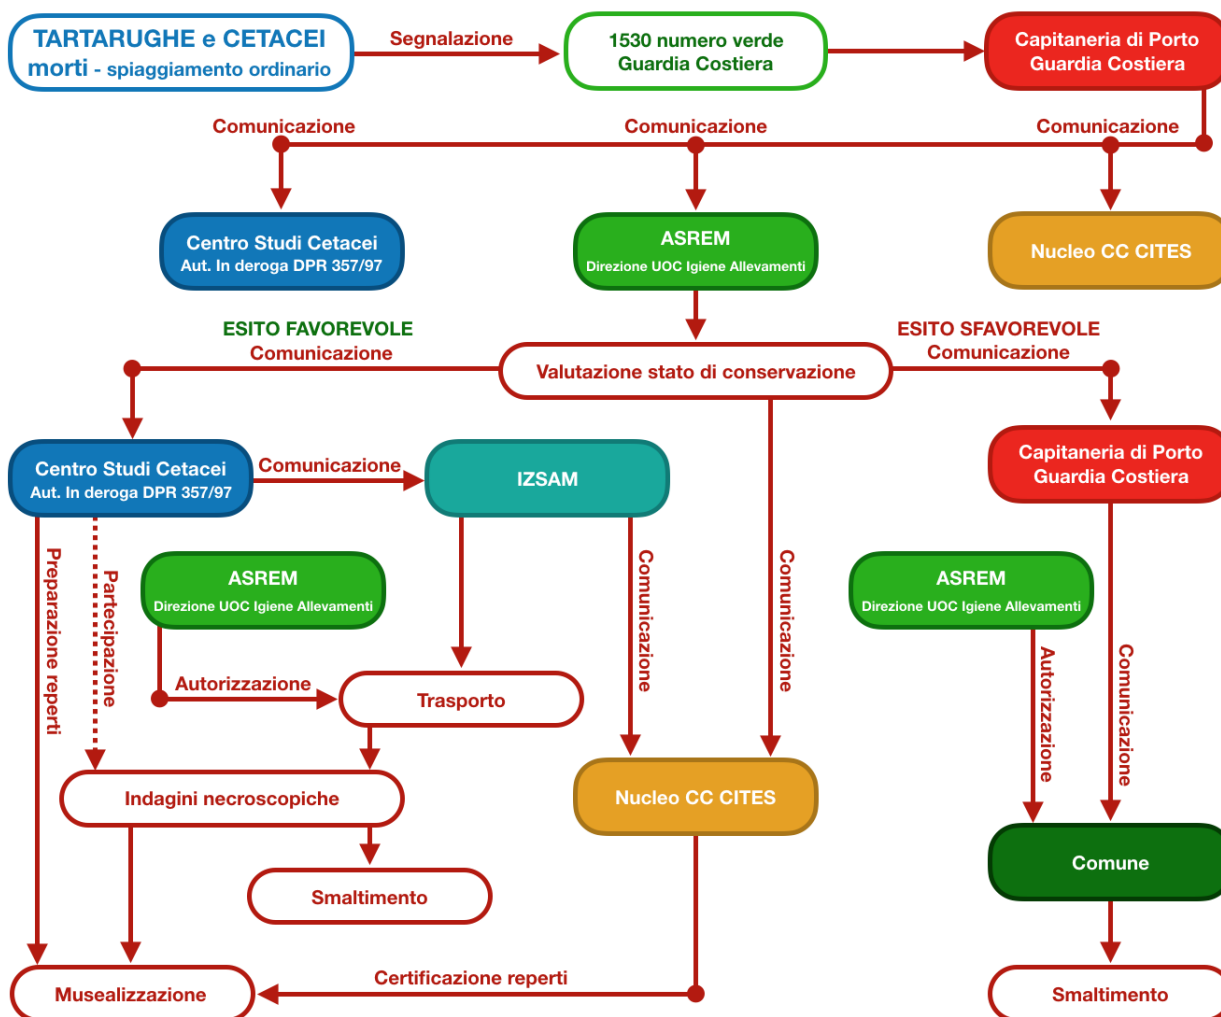 TARTARUGHE e CETACEI
morti - spiaggiamento ordinario
Segnalazione
1530 numero verde
Guardia Costiera
Capitaneria di Porto
Guardia Costiera
Comunicazione
Comunicazione
Comunicazione
Centro Studi Cetacei
Aut. In deroga DPR 357/97
ASREM
Direzione UOC Igiene Allevamenti
Nucleo CC CITES
ESITO FAVOREVOLE
Comunicazione
Valutazione stato di conservazione
ESITO SFAVOREVOLE
Comunicazione
Centro Studi Cetacei
Aut. In deroga DPR 357/97
Comunicazione
IZSAM
Capitaneria di Porto
Guardia Costiera
Preparazione reperti
Partecipazione
ASREM
Direzione UOC Igiene Allevamenti
Comunicazione
Comunicazione
ASREM
Direzione UOC Igiene Allevamenti
Autorizzazione
Trasporto
Autorizzazione
Comunicazione
Indagini necroscopiche
Nucleo CC CITES
Comune
Smaltimento
Certificazione reperti
Musealizzazione
Smaltimento